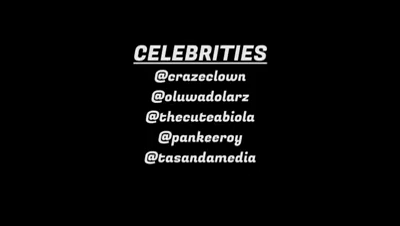 CELEBRITIES
@crazeclown
@oluwadolarz
@thecuteabiola
@pankeeroy
@tasandamedia